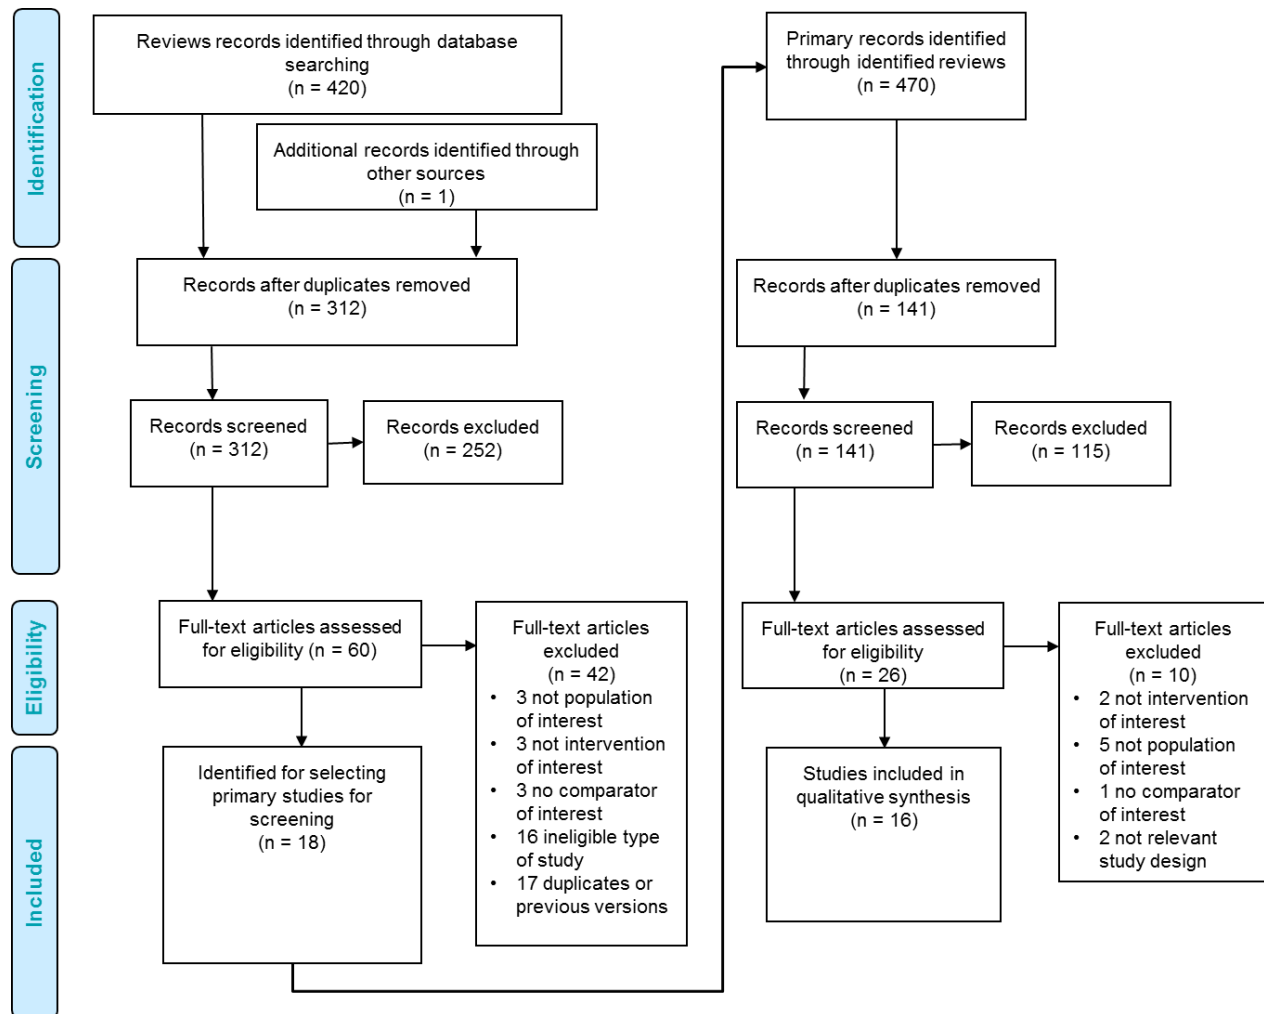 Identification
Reviews records identified through database
searching
(n = 420)
Additional records identified through
other sources
(n = 1)
Primary records identified
through identified reviews
(n = 470)
Screening
Records after duplicates removed
(n = 312)
Records screened
(n = 312)
Records excluded
(n = 252)
Records after duplicates removed
(n = 141)
Records screened
(n = 141)
Records excluded
(n = 115)
Eligibility
Full-text articles assessed
for eligibility (n = 60)
Full-text articles
excluded
(n = 42)
• 3 not population
of interest
• 3 not intervention
of interest
• 3 no comparator
of interest
• 16 ineligible type
of study
• 17 duplicates or
previous versions
Full-text articles assessed
for eligibility
(n = 26)
Full-text articles
excluded
(n = 10)
• 2 not intervention
of interest
• 5 not population
of interest
• 1 no comparator
of interest
• 2 not relevant
study design
Included
Identified for selecting
primary studies for
screening
(n = 18)
Studies included in
qualitative synthesis
(n = 16)